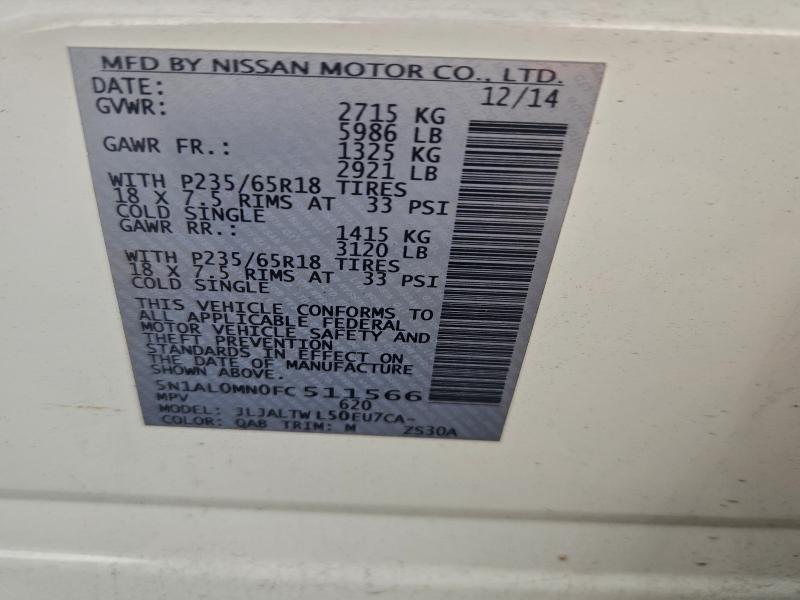 MFD BY NISSAN MOTOR CO., LTD.
DATE: 12/14
GVWR: 2715 KG
5986 LB
GAWR FR.: 1325 KG
2921 LB
WITH P235/65R18 TIRES
18 X 7.5 RIMS AT 33 PSI
COLD SINGLE
GAWR RR.: 1415 KG
3120 LB
WITH P235/65R18 TIRES
18 X 7.5 RIMS AT 33 PSI
COLD SINGLE
THIS VEHICLE CONFORMS TO
ALL APPLICABLE FEDERAL
MOTOR VEHICLE SAFETY AND
THEFT PREVENTION
STANDARDS IN EFFECT ON
THE DATE OF MANUFACTURE
SHOWN ABOVE.
5N1AL0MN0FC 511566
MPV 620
MODEL: JLJALTW L50EU7CA-
COLOR: QAB TRIM: M ZS30A